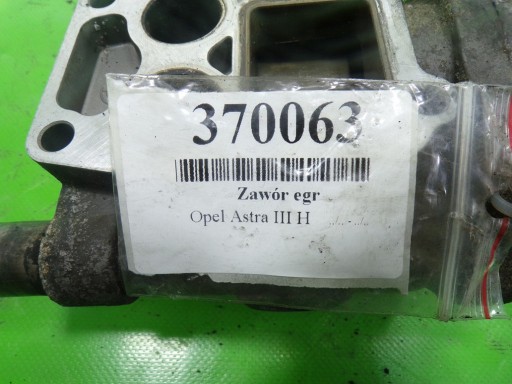 370063
Zawór egr
Opel Astra III H